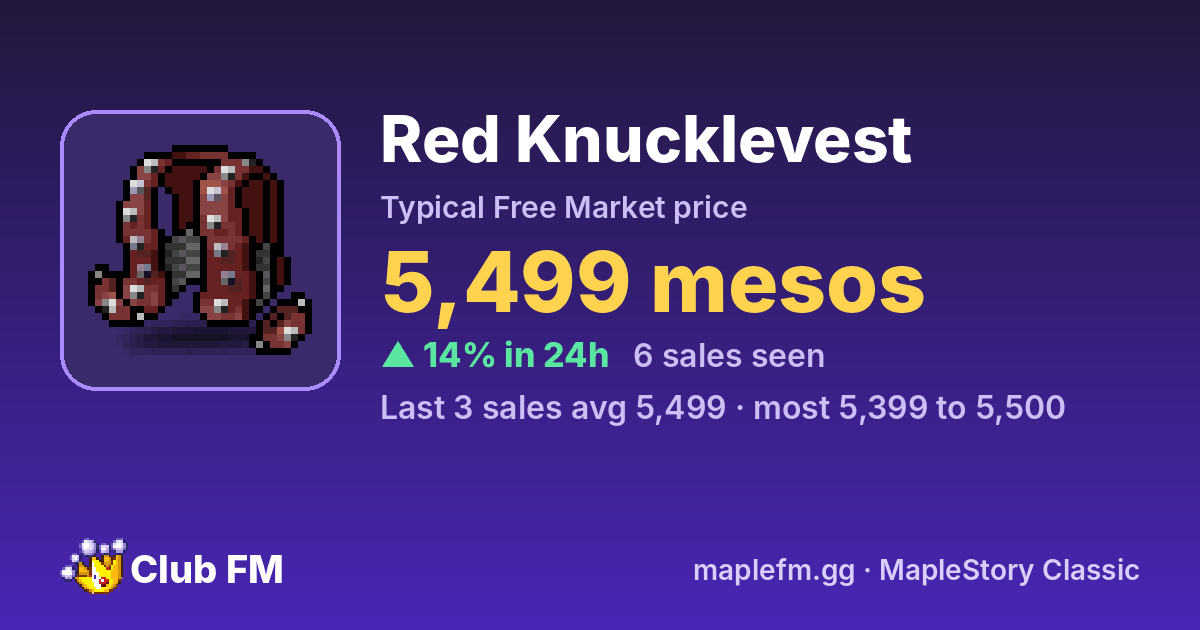 Red Knucklevest
Typical Free Market price
5,499 mesos
▲ 14% in 24h 6 sales seen
Last 3 sales avg 5,499 · most 5,399 to 5,500
Club FM
maplefm.gg · MapleStory Classic